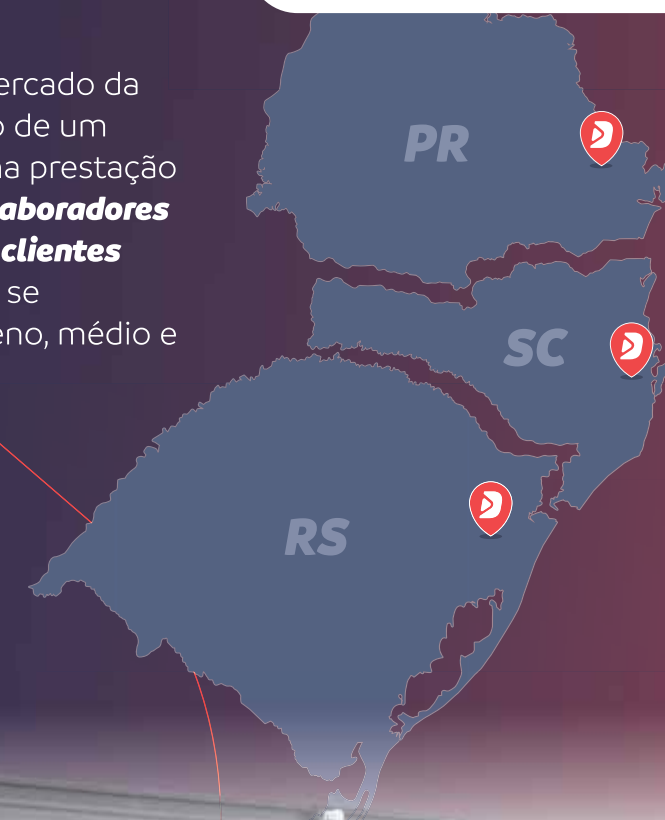 ercado da
o de um
na prestação
aboradores
clientes
se
eno, médio e
PR
SC
RS